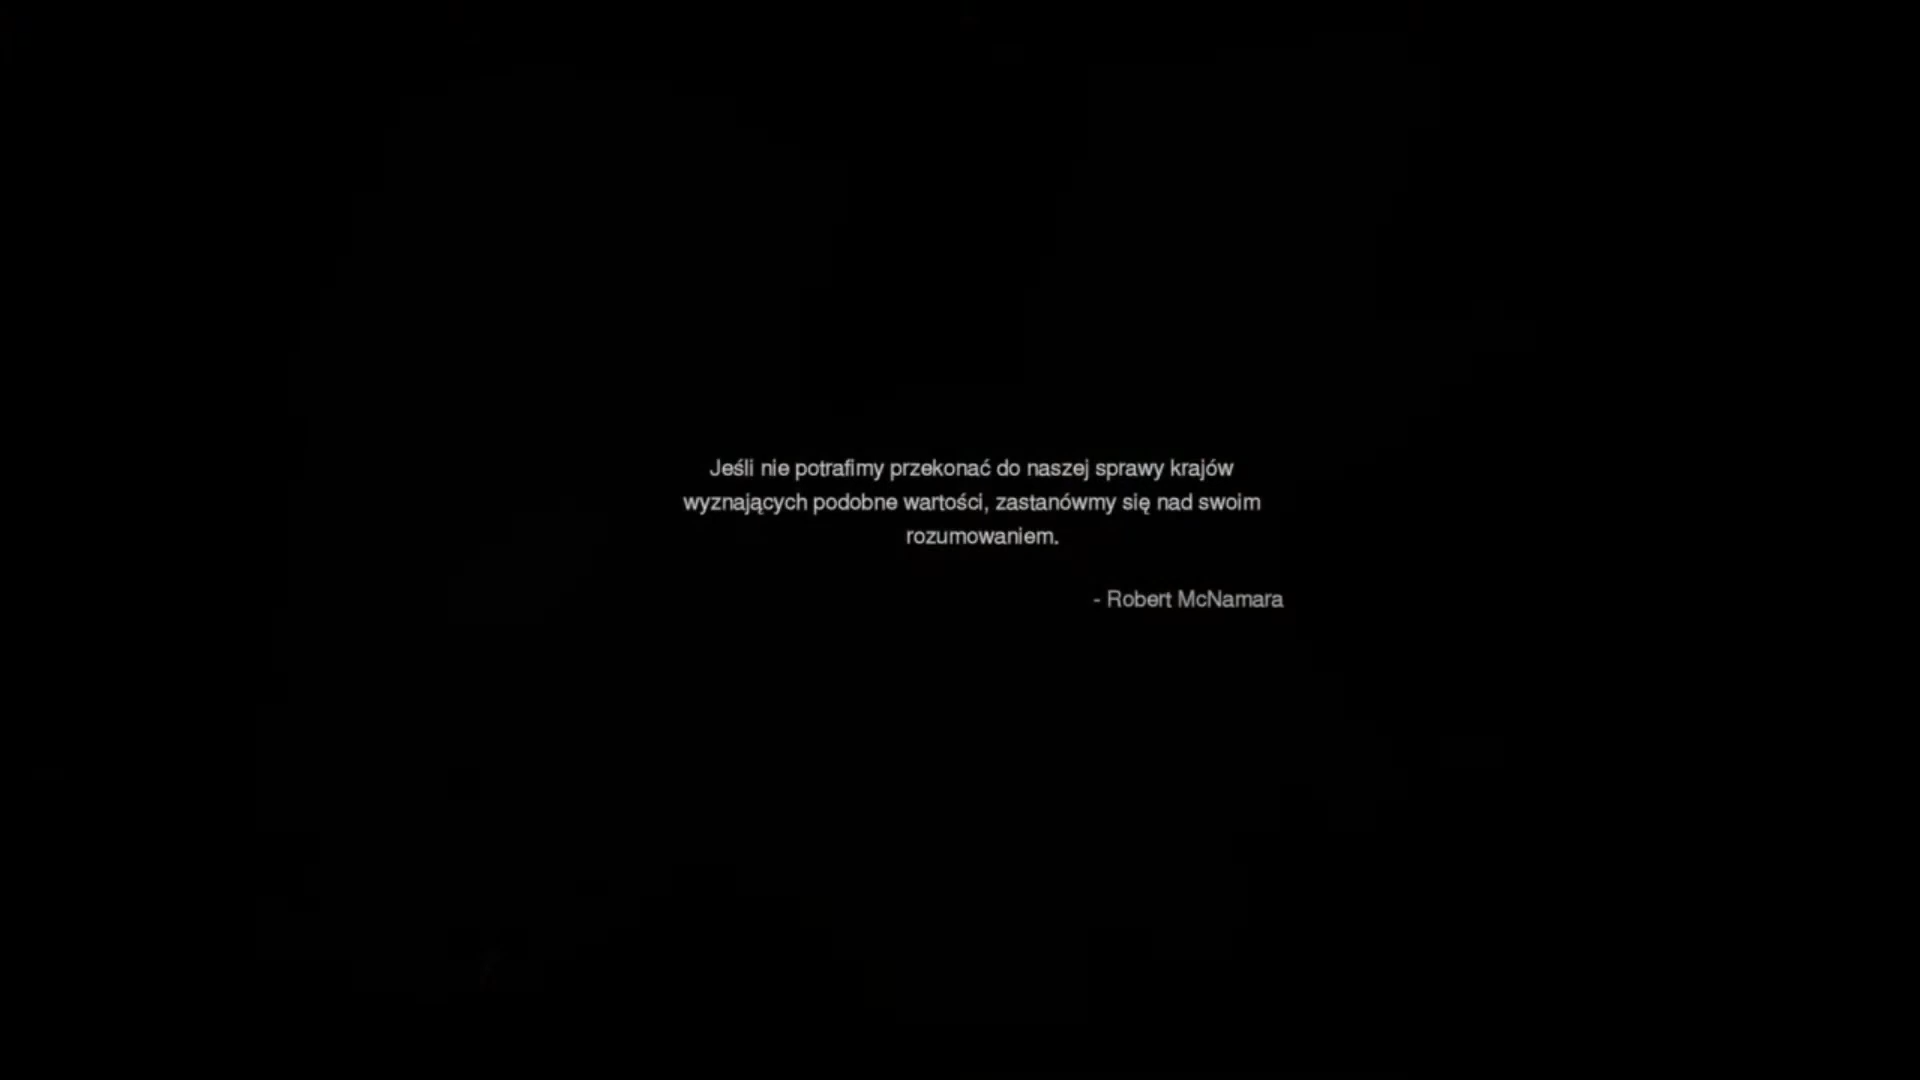 Jeśli nie potrafimy przekonać do naszej sprawy krajów
wyznających podobne wartości, zastanówmy się nad swoim
rozumowaniem.
- Robert McNamara